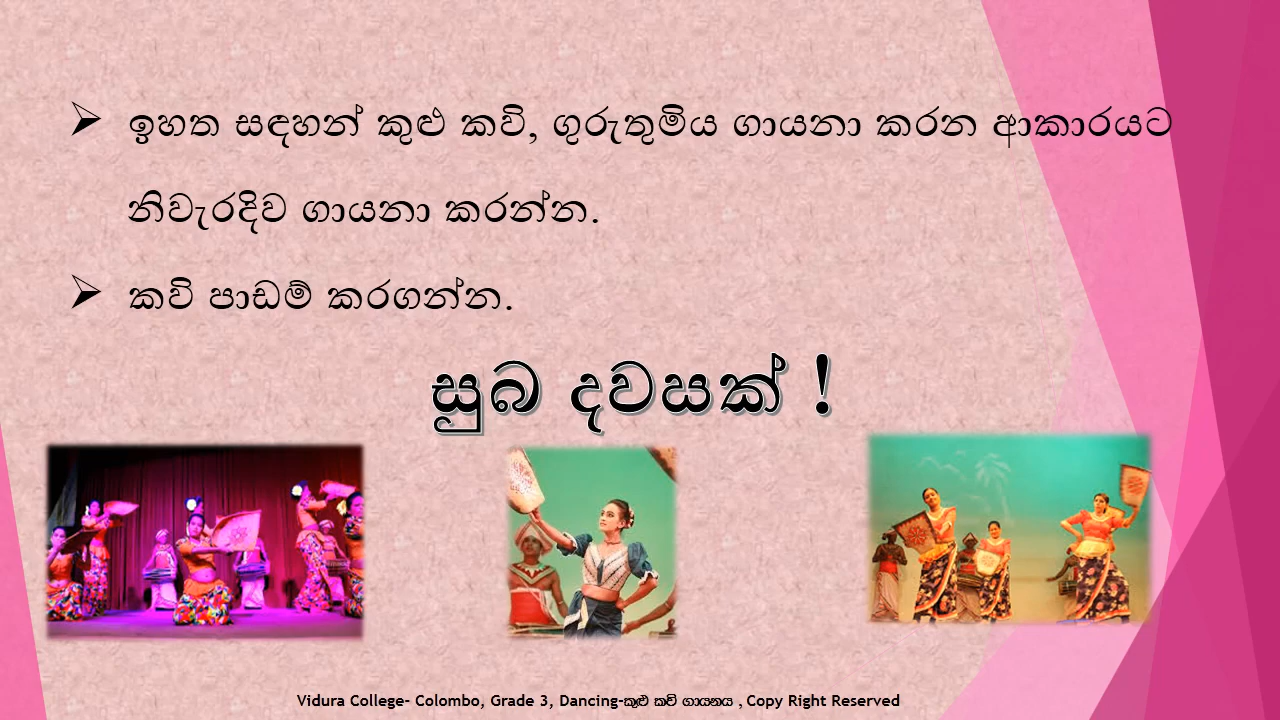 ➢ ඉහත සඳහන් කුළු කවි, ගුරුතුමිය ගායනා කරන ආකාරයට
නිවැරදිව ගායනා කරන්න.
➢ කවි පාඩම් කරගන්න.
සුබ දවසක් !
Vidura College- Colombo, Grade 3, Dancing-කුළු කවි ගායනය , Copy Right Reserved